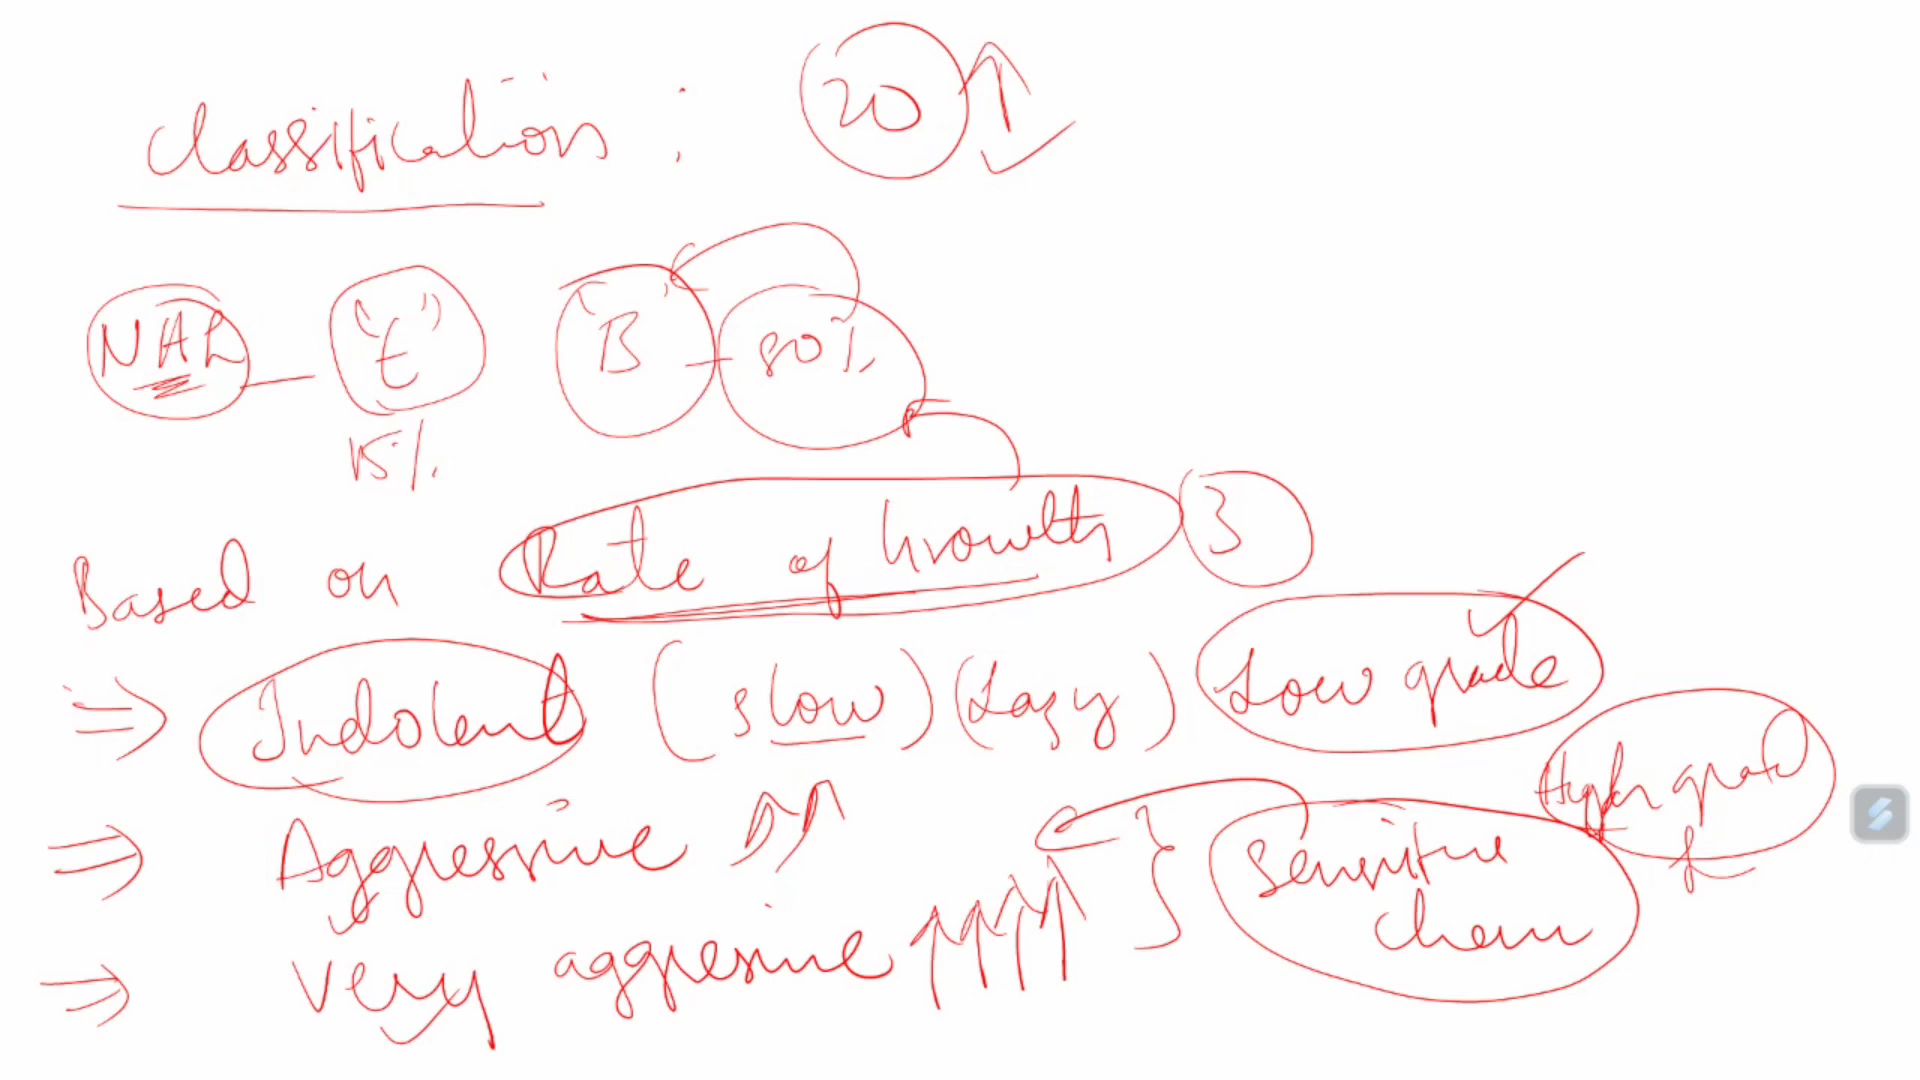 Classification : 20 ↑
NHL - "t" "B" - 80%
15%
Based on Rate of Growth 3
⇒ Indolent (slow) (Lazy) Low grade
⇒ Aggressive ↑↑ } Sensitive chem
High grade
⇒ very aggressive ↑↑↑↑